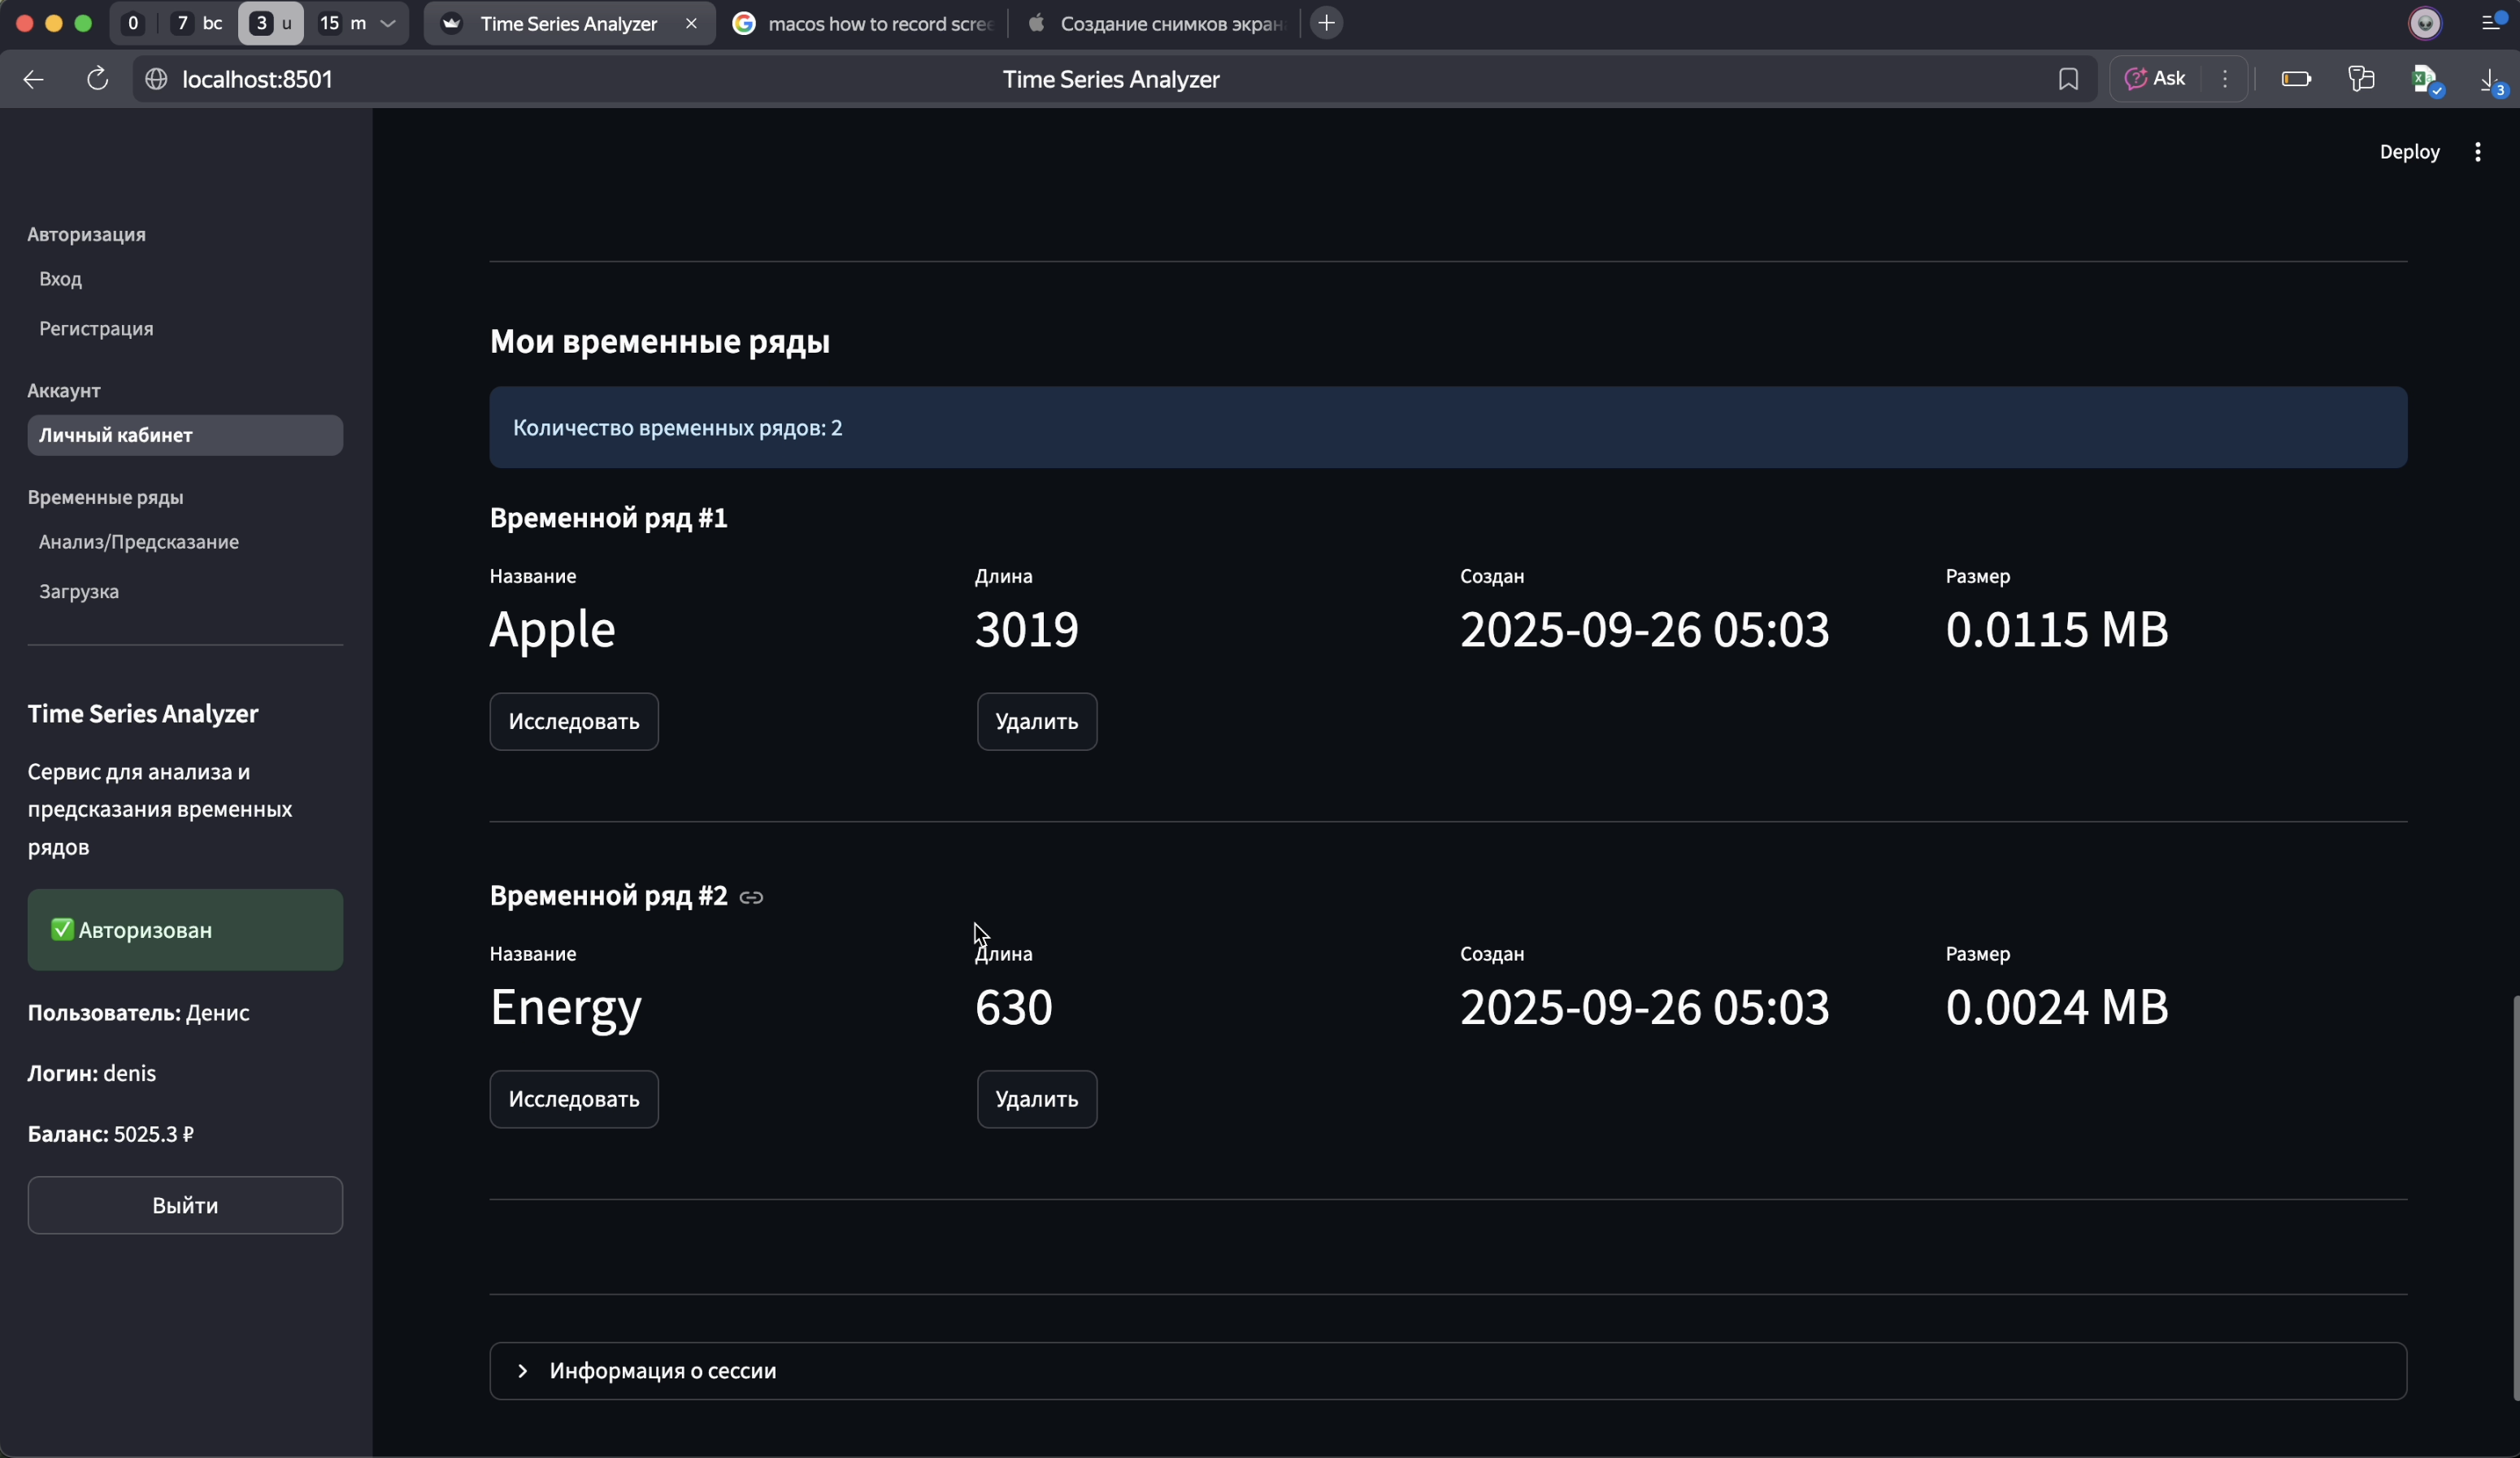 0 7 bc 3 u 15 m Time Series Analyzer macos how to record scree Создание снимков экран
localhost:8501 Time Series Analyzer Ask 3
Deploy
Авторизация
Вход
Регистрация
Аккаунт
Личный кабинет
Временные ряды
Анализ/Предсказание
Загрузка
Time Series Analyzer
Сервис для анализа и
предсказания временных
рядов
✅ Авторизован
Пользователь: Денис
Логин: denis
Баланс: 5025.3 ₽
Выйти
Мои временные ряды
Количество временных рядов: 2
Временной ряд #1
Название Длина Создан Размер
Apple 3019 2025-09-26 05:03 0.0115 MB
Исследовать Удалить
Временной ряд #2
Название Длина Создан Размер
Energy 630 2025-09-26 05:03 0.0024 MB
Исследовать Удалить
Информация о сессии